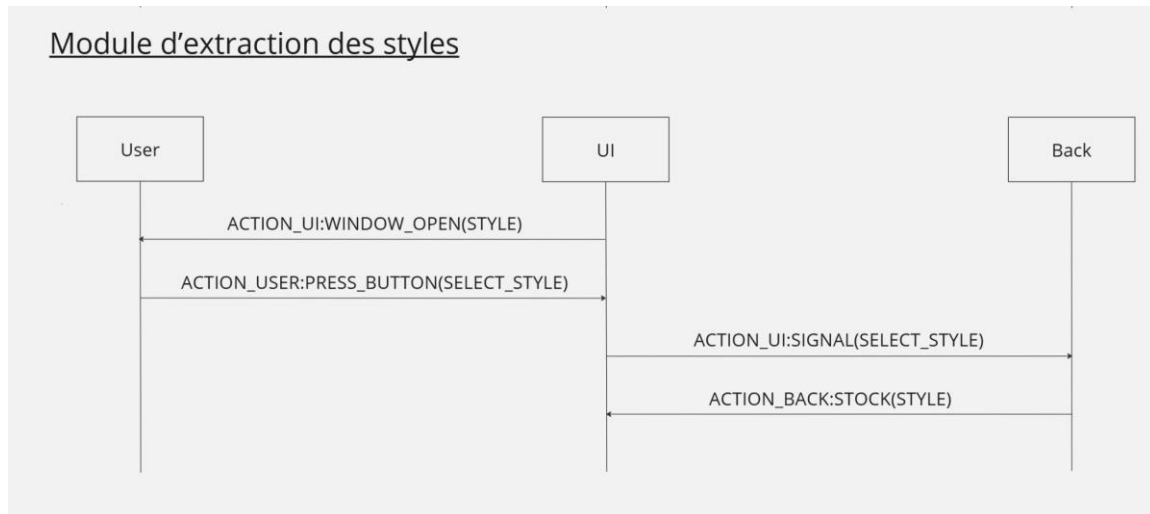 Module d’extraction des styles
User
UI
Back
ACTION_UI:WINDOW_OPEN(STYLE)
ACTION_USER:PRESS_BUTTON(SELECT_STYLE)
ACTION_UI:SIGNAL(SELECT_STYLE)
ACTION_BACK:STOCK(STYLE)